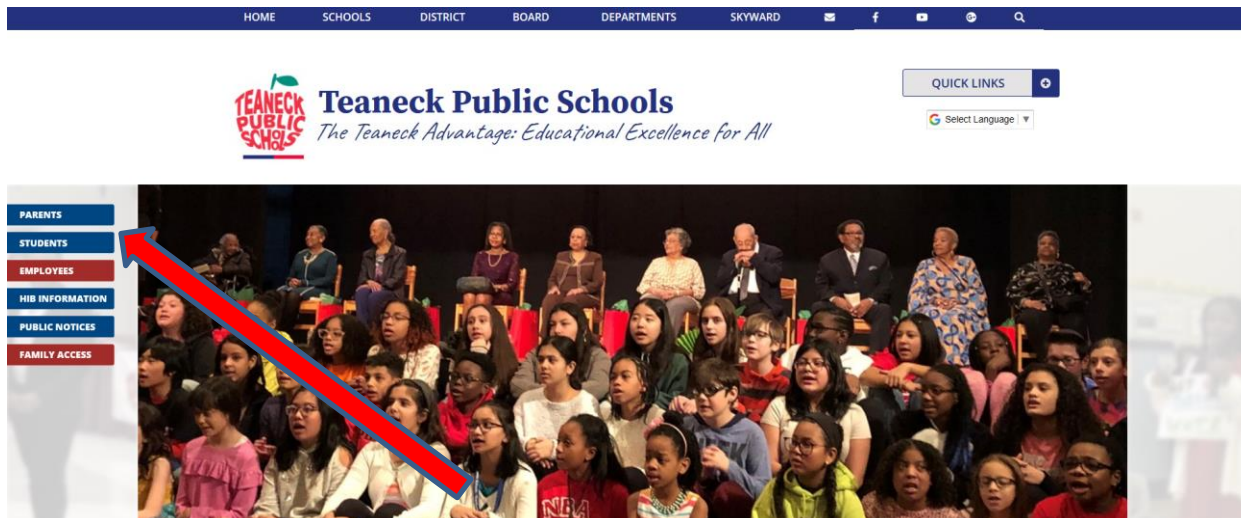 HOME SCHOOLS DISTRICT BOARD DEPARTMENTS SKYWARD
TEANECK
PUBLIC
SCHOOLS
Teaneck Public Schools
The Teaneck Advantage: Educational Excellence for All
QUICK LINKS
G Select Language ▼
PARENTS
STUDENTS
EMPLOYEES
HIB INFORMATION
PUBLIC NOTICES
FAMILY ACCESS
NBA